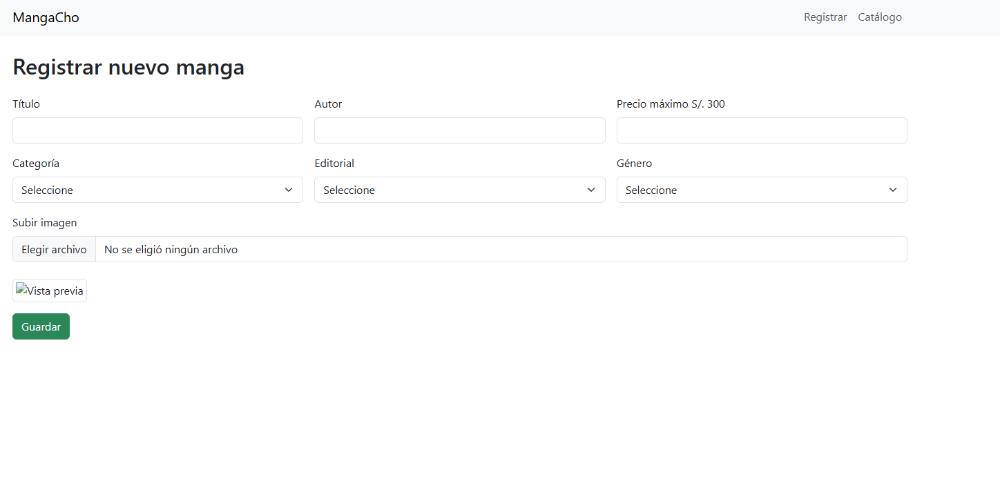 MangaCho Registrar Catálogo
Registrar nuevo manga
Título Autor Precio máximo S/. 300
Categoría Editorial Género
Seleccione Seleccione Seleccione
Subir imagen
Elegir archivo No se eligió ningún archivo
Vista previa
Guardar